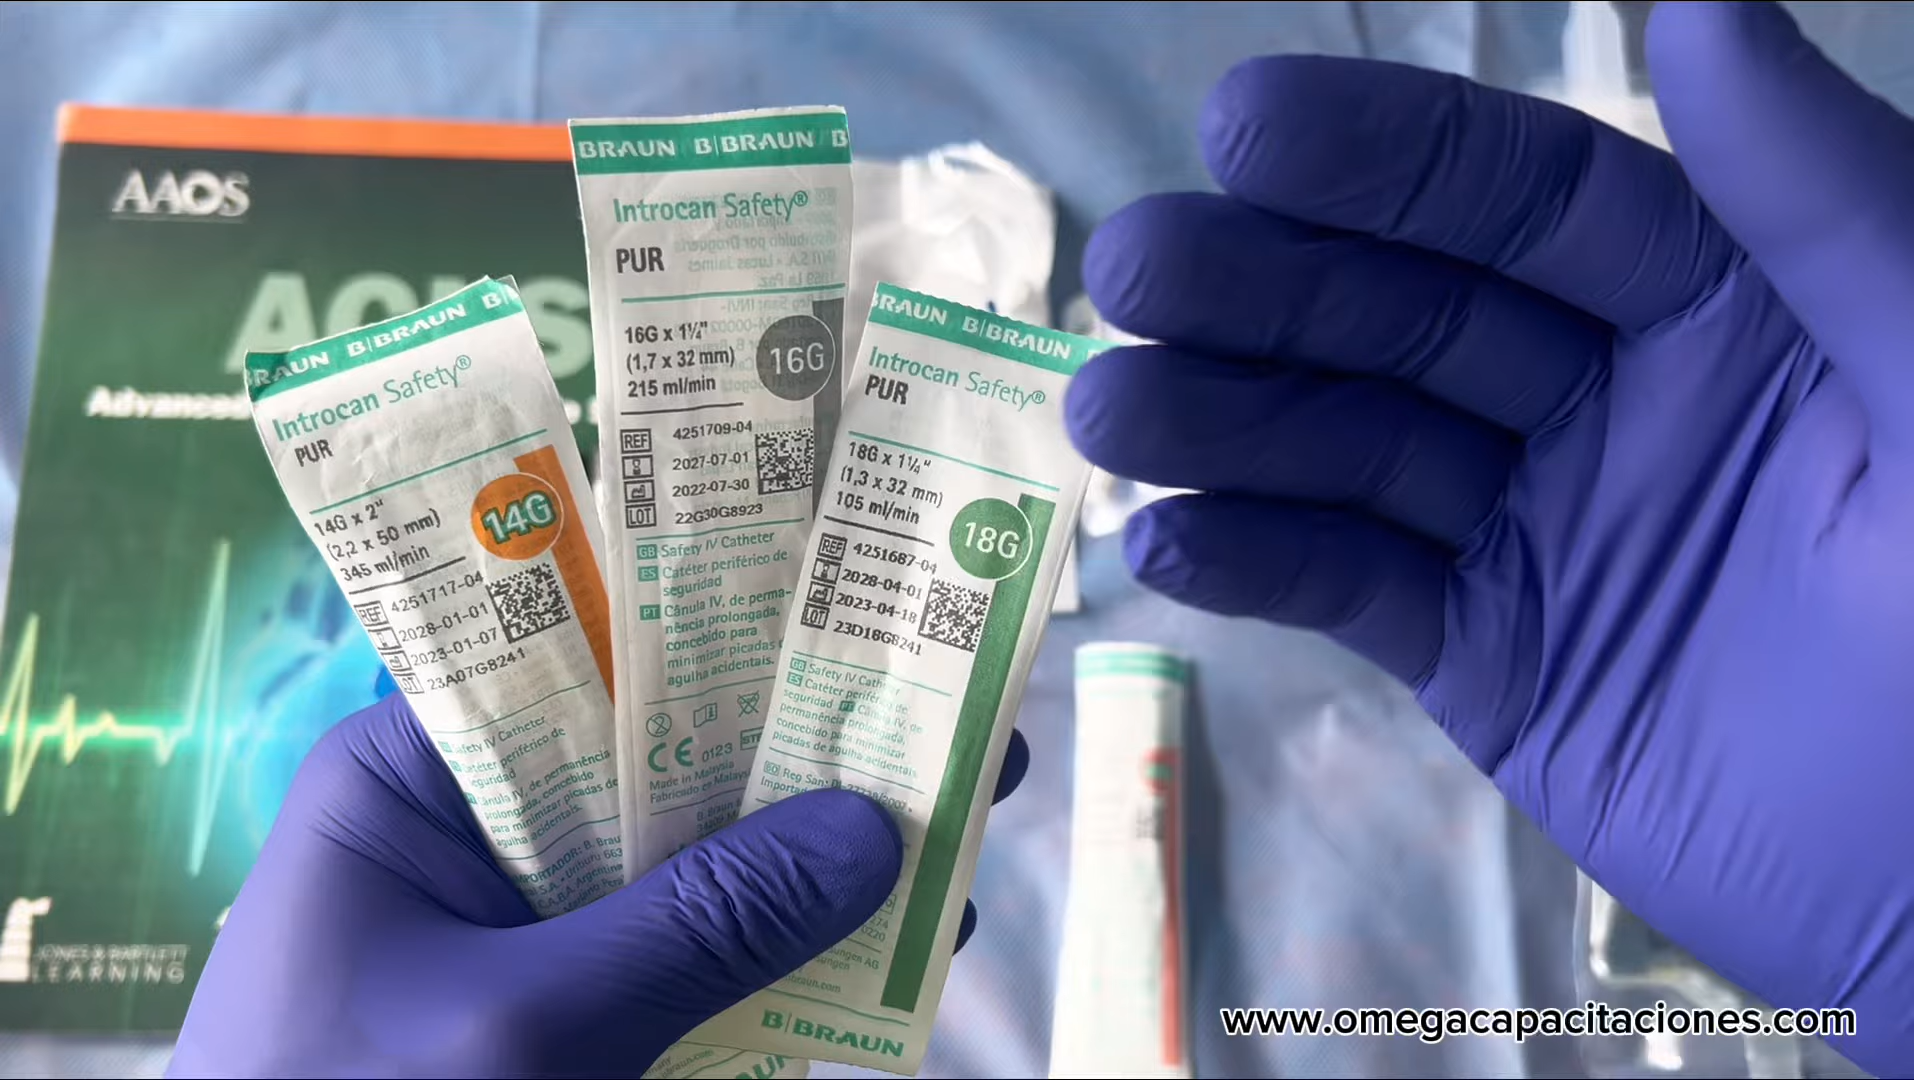 AAOS
Advanced
JONES & BARTLETT
LEARNING
BRAUN B|BRAUN B
Introcan Safety®
PUR
14G x 2"
(2,2 x 50 mm)
345 ml/min
14G
REF 4251717-04
2028-01-01
2023-01-07
LOT 23A07G8241
Safety IV Catheter
Catéter periférico de
seguridad
Cânula IV, de permanência
prolongada, concebido
para minimizar picadas de
agulha acidentais.
BRAUN B|BRAUN B
Introcan Safety®
PUR
16G x 1¼"
(1,7 x 32 mm)
215 ml/min
16G
REF 4251709-04
2027-07-01
2022-07-30
LOT 22G30G8923
GB Safety IV Catheter
ES Catéter periférico de
seguridad
PT Cânula IV, de perma-
nência prolongada,
concebido para
minimizar picadas
agulha acidentais.
CE 0123
Made in Malaysia
Fabricado en Malays
BRAUN B|BRAUN
Introcan Safety®
PUR
18G x 1¼"
(1,3 x 32 mm)
105 ml/min
18G
REF 4251687-04
2028-04-01
2023-04-18
LOT 23D18G8241
GB Safety IV Catheter
ES Catéter periférico de
seguridad PT Cânula IV, de
permanência prolongada,
concebido para minimizar
picadas de agulha acidentais.
Reg San:
B|BRAUN
www.omegacapacitaciones.com